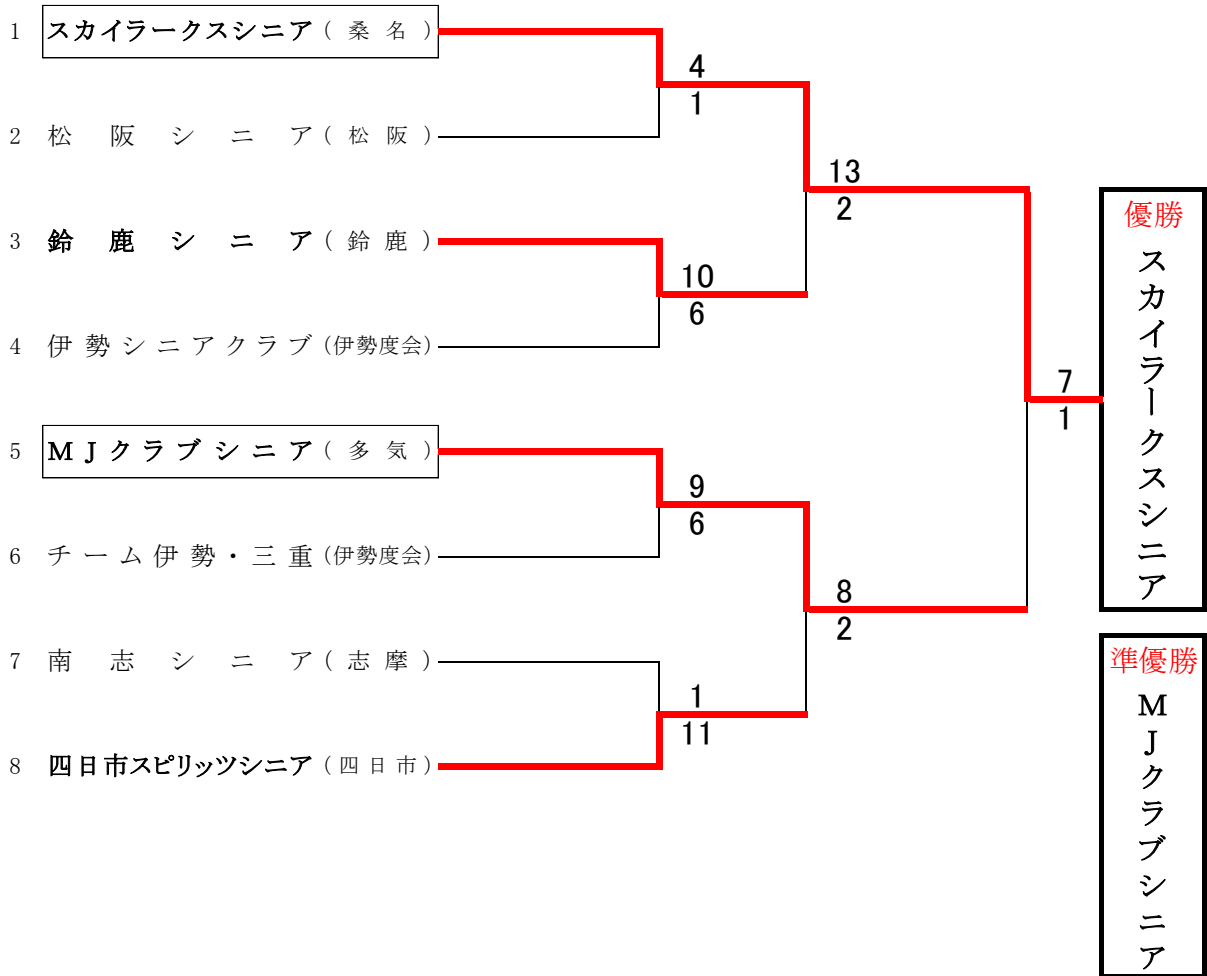 1 スカイラークスシニア(桑名)
2 松阪シニア(松阪)
3 鈴鹿シニア(鈴鹿)
4 伊勢シニアクラブ(伊勢度会)
5 MJクラブシニア(多気)
6 チーム伊勢・三重(伊勢度会)
7 南志シニア(志摩)
8 四日市スピリッツシニア(四日市)
4
1
10
6
9
6
1
11
13
2
8
2
7
1
優勝
スカイラークスシニア
準優勝
MJクラブシニア